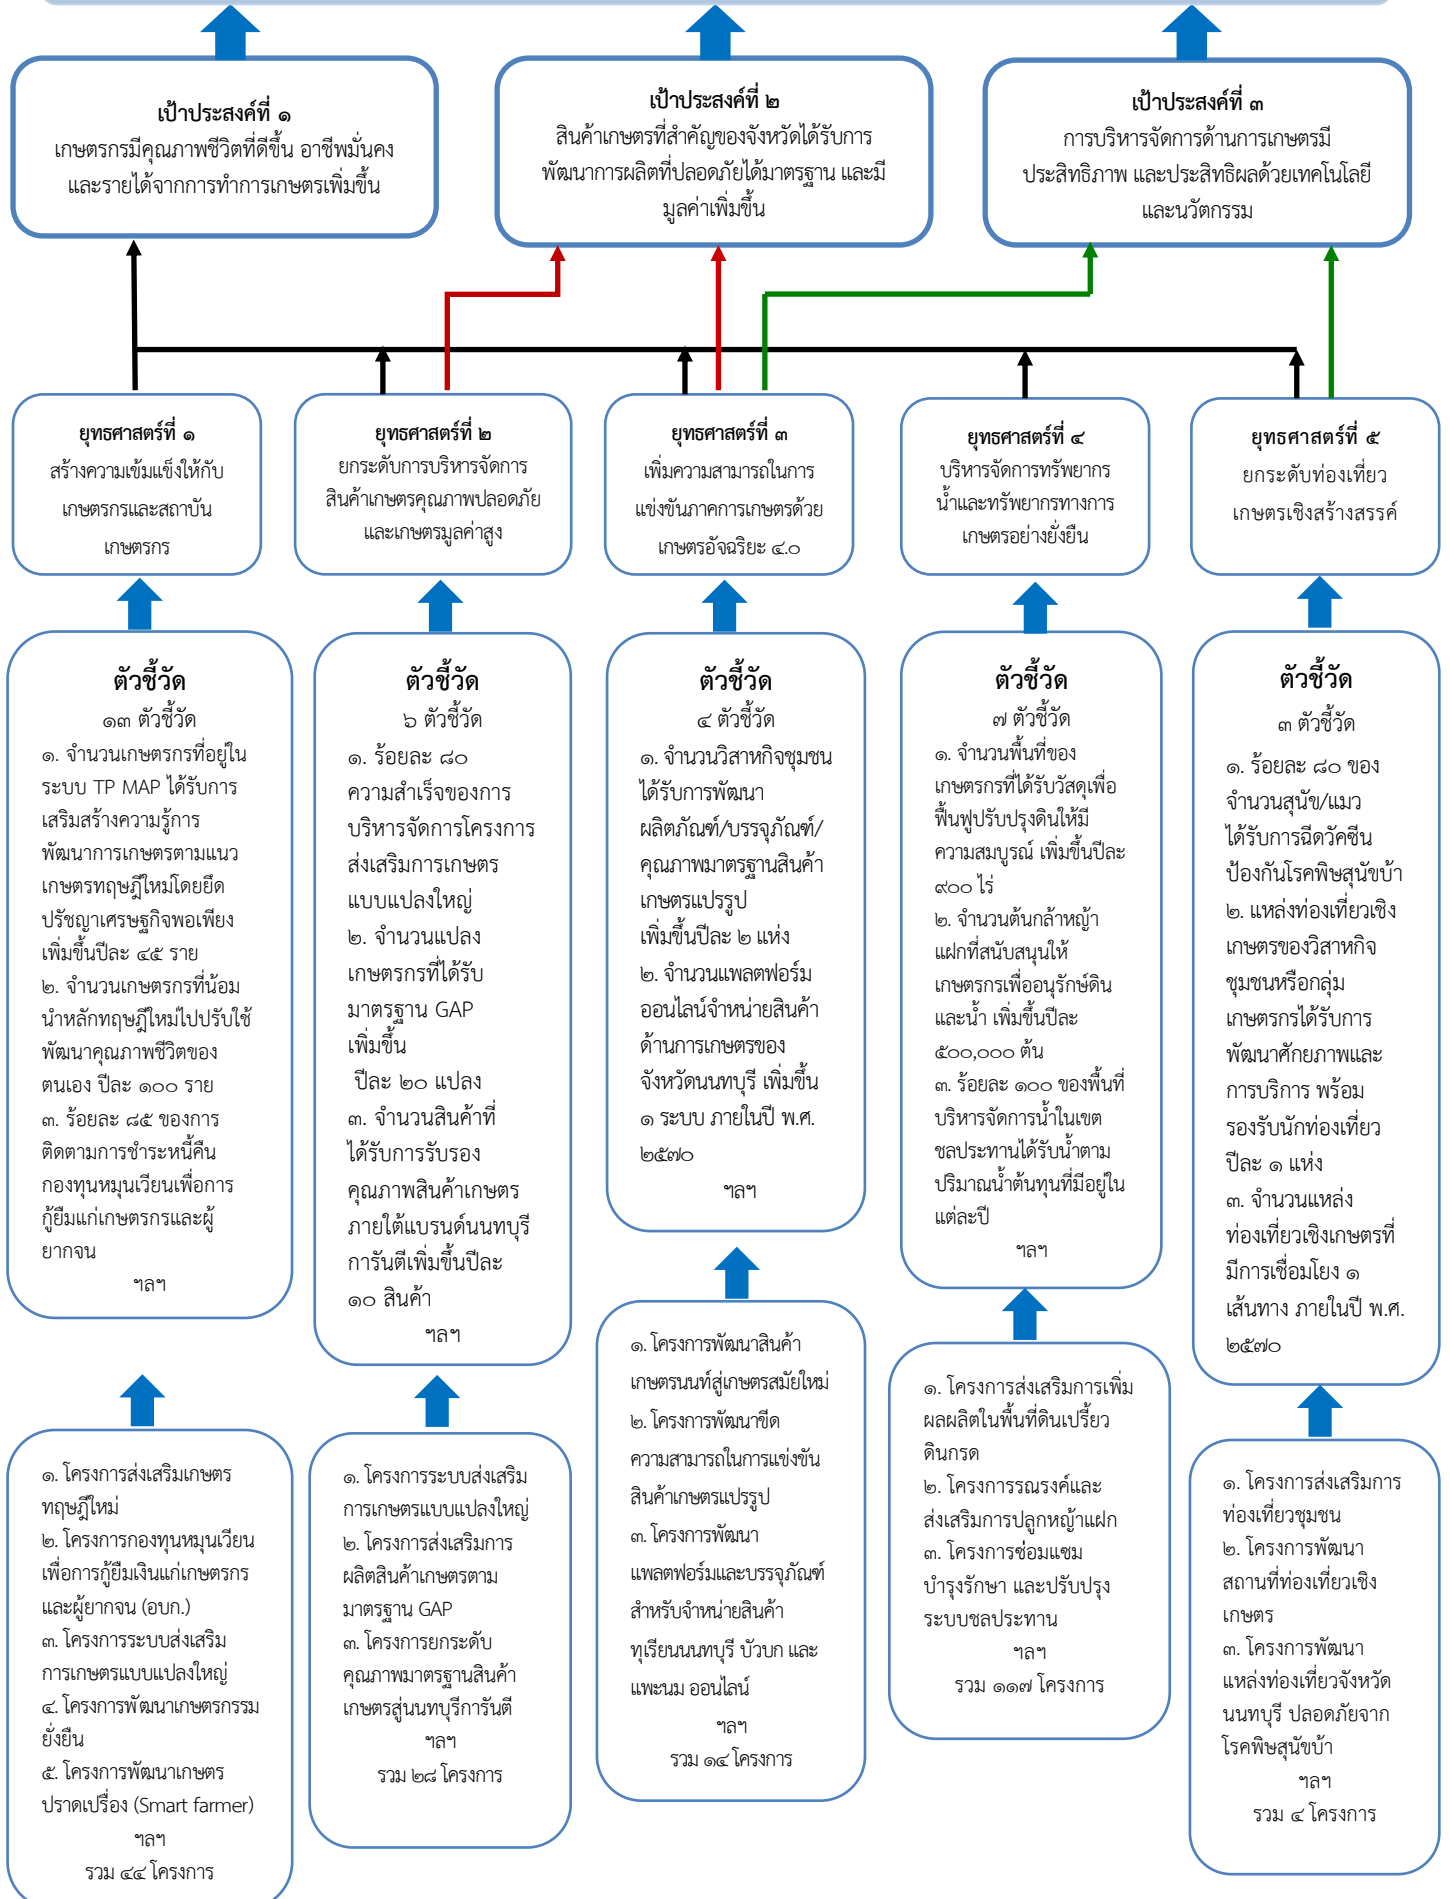 เป้าประสงค์ที่ ๑
เกษตรกรมีคุณภาพชีวิตที่ดีขึ้น อาชีพมั่นคง
และรายได้จากการทำการเกษตรเพิ่มขึ้น
เป้าประสงค์ที่ ๒
สินค้าเกษตรที่สำคัญของจังหวัดได้รับการ
พัฒนาการผลิตที่ปลอดภัยได้มาตรฐาน และมี
มูลค่าเพิ่มขึ้น
เป้าประสงค์ที่ ๓
การบริหารจัดการด้านการเกษตรมี
ประสิทธิภาพ และประสิทธิผลด้วยเทคโนโลยี
และนวัตกรรม
ยุทธศาสตร์ที่ ๑
สร้างความเข้มแข็งให้กับ
เกษตรกรและสถาบัน
เกษตรกร
ยุทธศาสตร์ที่ ๒
ยกระดับการบริหารจัดการ
สินค้าเกษตรคุณภาพปลอดภัย
และเกษตรมูลค่าสูง
ยุทธศาสตร์ที่ ๓
เพิ่มความสามารถในการ
แข่งขันภาคการเกษตรด้วย
เกษตรอัจฉริยะ ๔.๐
ยุทธศาสตร์ที่ ๔
บริหารจัดการทรัพยากร
น้ำและทรัพยากรทางการ
เกษตรอย่างยั่งยืน
ยุทธศาสตร์ที่ ๕
ยกระดับท่องเที่ยว
เกษตรเชิงสร้างสรรค์
ตัวชี้วัด
๑๓ ตัวชี้วัด
๑. จำนวนเกษตรกรที่อยู่ใน
ระบบ TP MAP ได้รับการ
เสริมสร้างความรู้การ
พัฒนาการเกษตรตามแนว
เกษตรทฤษฎีใหม่โดยยึด
ปรัชญาเศรษฐกิจพอเพียง
เพิ่มขึ้นปีละ ๔๕ ราย
๒. จำนวนเกษตรกรที่น้อม
นำหลักทฤษฎีใหม่ไปปรับใช้
พัฒนาคุณภาพชีวิตของ
ตนเอง ปีละ ๑๐๐ ราย
๓. ร้อยละ ๘๕ ของการ
ติดตามการชำระหนี้คืน
กองทุนหมุนเวียนเพื่อการ
กู้ยืมแก่เกษตรกรและผู้
ยากจน
ฯลฯ
ตัวชี้วัด
๖ ตัวชี้วัด
๑. ร้อยละ ๘๐
ความสำเร็จของการ
บริหารจัดการโครงการ
ส่งเสริมการเกษตร
แบบแปลงใหญ่
๒. จำนวนแปลง
เกษตรกรที่ได้รับ
มาตรฐาน GAP
เพิ่มขึ้น
ปีละ ๒๐ แปลง
๓. จำนวนสินค้าที่
ได้รับการรับรอง
คุณภาพสินค้าเกษตร
ภายใต้แบรนด์นนทบุรี
การันตีเพิ่มขึ้นปีละ
๑๐ สินค้า
ฯลฯ
ตัวชี้วัด
๔ ตัวชี้วัด
๑. จำนวนวิสาหกิจชุมชน
ได้รับการพัฒนา
ผลิตภัณฑ์/บรรจุภัณฑ์/
คุณภาพมาตรฐานสินค้า
เกษตรแปรรูป
เพิ่มขึ้นปีละ ๒ แห่ง
๒. จำนวนแพลตฟอร์ม
ออนไลน์จำหน่ายสินค้า
ด้านการเกษตรของ
จังหวัดนนทบุรี เพิ่มขึ้น
๑ ระบบ ภายในปี พ.ศ.
๒๕๗๐
ฯลฯ
ตัวชี้วัด
๗ ตัวชี้วัด
๑. จำนวนพื้นที่ของ
เกษตรกรที่ได้รับวัสดุเพื่อ
ฟื้นฟูปรับปรุงดินให้มี
ความสมบูรณ์ เพิ่มขึ้นปีละ
๙๐๐ ไร่
๒. จำนวนต้นกล้าหญ้า
แฝกที่สนับสนุนให้
เกษตรกรเพื่ออนุรักษ์ดิน
และน้ำ เพิ่มขึ้นปีละ
๕๐๐,๐๐๐ ต้น
๓. ร้อยละ ๑๐๐ ของพื้นที่
บริหารจัดการน้ำในเขต
ชลประทานได้รับน้ำตาม
ปริมาณน้ำต้นทุนที่มีอยู่ใน
แต่ละปี
ฯลฯ
ตัวชี้วัด
๓ ตัวชี้วัด
๑. ร้อยละ ๘๐ ของ
จำนวนสุนัข/แมว
ได้รับการฉีดวัคซีน
ป้องกันโรคพิษสุนัขบ้า
๒. แหล่งท่องเที่ยวเชิง
เกษตรของวิสาหกิจ
ชุมชนหรือกลุ่ม
เกษตรกรได้รับการ
พัฒนาศักยภาพและ
การบริการ พร้อม
รองรับนักท่องเที่ยว
ปีละ ๑ แห่ง
๓. จำนวนแหล่ง
ท่องเที่ยวเชิงเกษตรที่
มีการเชื่อมโยง ๑
เส้นทาง ภายในปี พ.ศ.
๒๕๗๐
๑. โครงการส่งเสริมเกษตร
ทฤษฎีใหม่
๒. โครงการกองทุนหมุนเวียน
เพื่อการกู้ยืมเงินแก่เกษตรกร
และผู้ยากจน (อบก.)
๓. โครงการระบบส่งเสริม
การเกษตรแบบแปลงใหญ่
๔. โครงการพัฒนาเกษตรกรรม
ยั่งยืน
๕. โครงการพัฒนาเกษตร
ปราดเปรื่อง (Smart farmer)
ฯลฯ
รวม ๔๔ โครงการ
๑. โครงการระบบส่งเสริม
การเกษตรแบบแปลงใหญ่
๒. โครงการส่งเสริมการ
ผลิตสินค้าเกษตรตาม
มาตรฐาน GAP
๓. โครงการยกระดับ
คุณภาพมาตรฐานสินค้า
เกษตรสู่นนทบุรีการันตี
ฯลฯ
รวม ๒๘ โครงการ
๑. โครงการพัฒนาสินค้า
เกษตรนนท์สู่เกษตรสมัยใหม่
๒. โครงการพัฒนาขีด
ความสามารถในการแข่งขัน
สินค้าเกษตรแปรรูป
๓. โครงการพัฒนา
แพลตฟอร์มและบรรจุภัณฑ์
สำหรับจำหน่ายสินค้า
ทุเรียนนนทบุรี บัวบก และ
แพะนม ออนไลน์
ฯลฯ
รวม ๑๔ โครงการ
๑. โครงการส่งเสริมการเพิ่ม
ผลผลิตในพื้นที่ดินเปรี้ยว
ดินกรด
๒. โครงการรณรงค์และ
ส่งเสริมการปลูกหญ้าแฝก
๓. โครงการซ่อมแซม
บำรุงรักษา และปรับปรุง
ระบบชลประทาน
ฯลฯ
รวม ๑๑๗ โครงการ
๑. โครงการส่งเสริมการ
ท่องเที่ยวชุมชน
๒. โครงการพัฒนา
สถานที่ท่องเที่ยวเชิง
เกษตร
๓. โครงการพัฒนา
แหล่งท่องเที่ยวจังหวัด
นนทบุรี ปลอดภัยจาก
โรคพิษสุนัขบ้า
ฯลฯ
รวม ๔ โครงการ